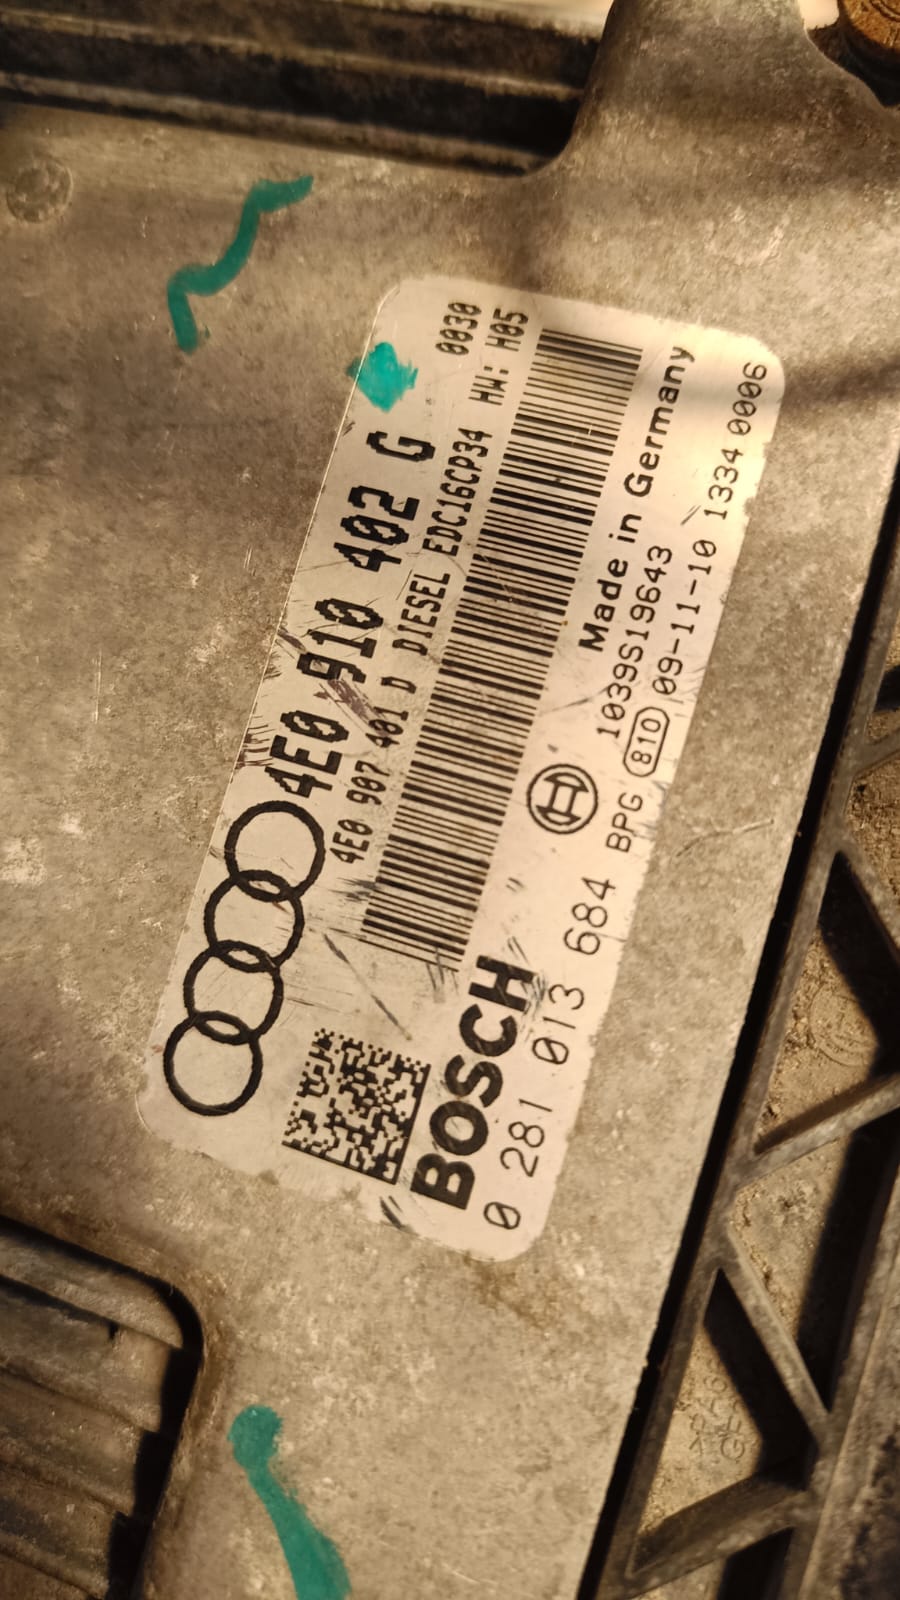 4E0 910 402 G
0030
4E0 907 401 D DIESEL EDC16CP34 HW: H05
Made in Germany
BOSCH
1039S19643
0 281 013 684 BPG 810 09-11-10 1334 0006